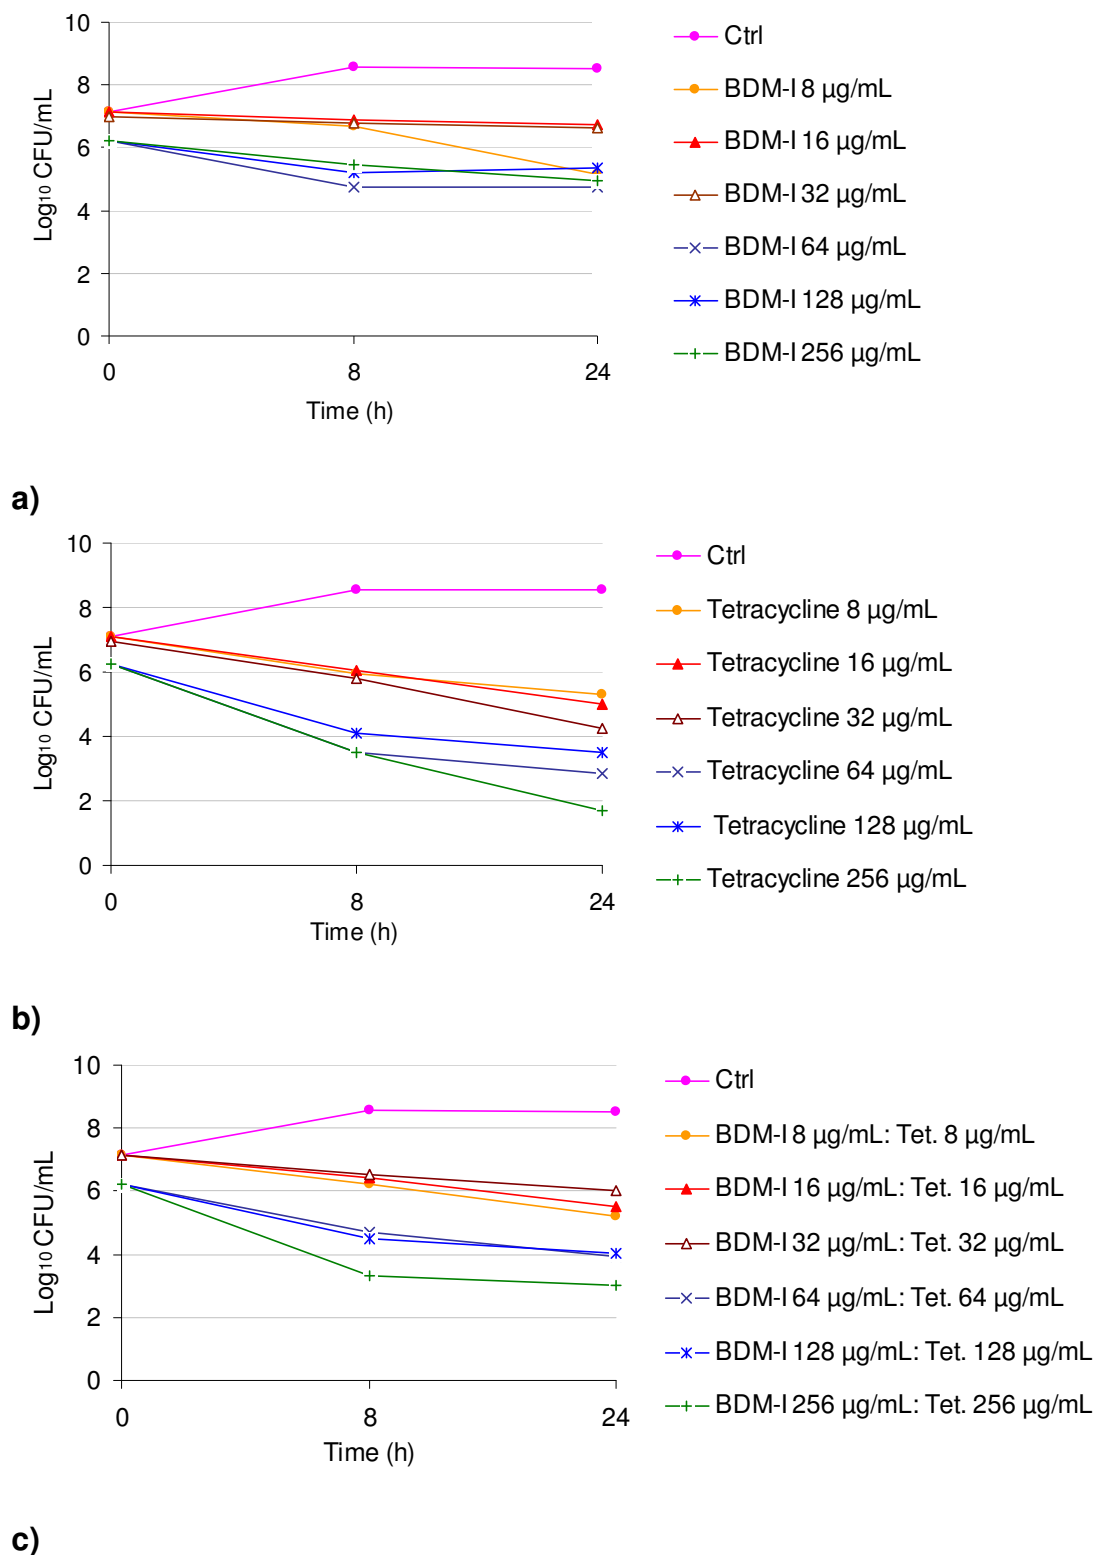 10
8
6
4
2
0
Log10 CFU/mL
0 8 24
Time (h)
Ctrl
BDM-I 8 µg/mL
BDM-I 16 µg/mL
BDM-I 32 µg/mL
BDM-I 64 µg/mL
BDM-I 128 µg/mL
BDM-I 256 µg/mL
a)
10
8
6
4
2
0
Log10 CFU/mL
0 8 24
Time (h)
Ctrl
Tetracycline 8 µg/mL
Tetracycline 16 µg/mL
Tetracycline 32 µg/mL
Tetracycline 64 µg/mL
Tetracycline 128 µg/mL
Tetracycline 256 µg/mL
b)
10
8
6
4
2
0
Log10 CFU/mL
0 8 24
Time (h)
Ctrl
BDM-I 8 µg/mL: Tet. 8 µg/mL
BDM-I 16 µg/mL: Tet. 16 µg/mL
BDM-I 32 µg/mL: Tet. 32 µg/mL
BDM-I 64 µg/mL: Tet. 64 µg/mL
BDM-I 128 µg/mL: Tet. 128 µg/mL
BDM-I 256 µg/mL: Tet. 256 µg/mL
c)